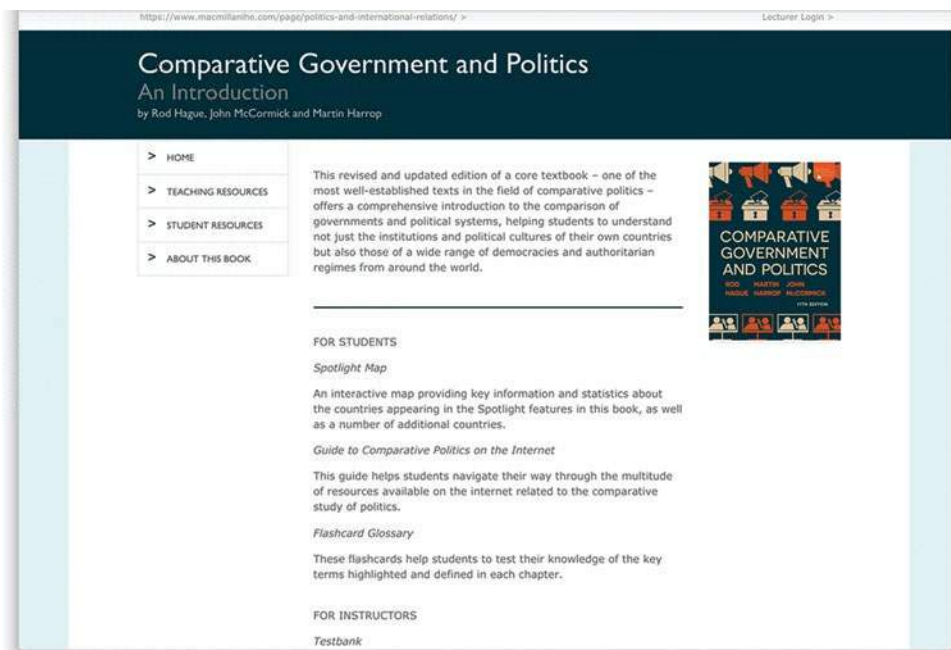 https://www.macmillanihe.com/page/politics-and-international-relations/ >
Lecturer Login >
Comparative Government and Politics
An Introduction
by Rod Hague, John McCormick and Martin Harrop
> HOME
> TEACHING RESOURCES
> STUDENT RESOURCES
> ABOUT THIS BOOK
This revised and updated edition of a core textbook – one of the
most well-established texts in the field of comparative politics –
offers a comprehensive introduction to the comparison of
governments and political systems, helping students to understand
not just the institutions and political cultures of their own countries
but also those of a wide range of democracies and authoritarian
regimes from around the world.
COMPARATIVE
GOVERNMENT
AND POLITICS
ROD MARTIN JOHN
HAGUE HARROP McCORMICK
11TH EDITION
FOR STUDENTS
Spotlight Map
An interactive map providing key information and statistics about
the countries appearing in the Spotlight features in this book, as well
as a number of additional countries.
Guide to Comparative Politics on the Internet
This guide helps students navigate their way through the multitude
of resources available on the internet related to the comparative
study of politics.
Flashcard Glossary
These flashcards help students to test their knowledge of the key
terms highlighted and defined in each chapter.
FOR INSTRUCTORS
Testbank